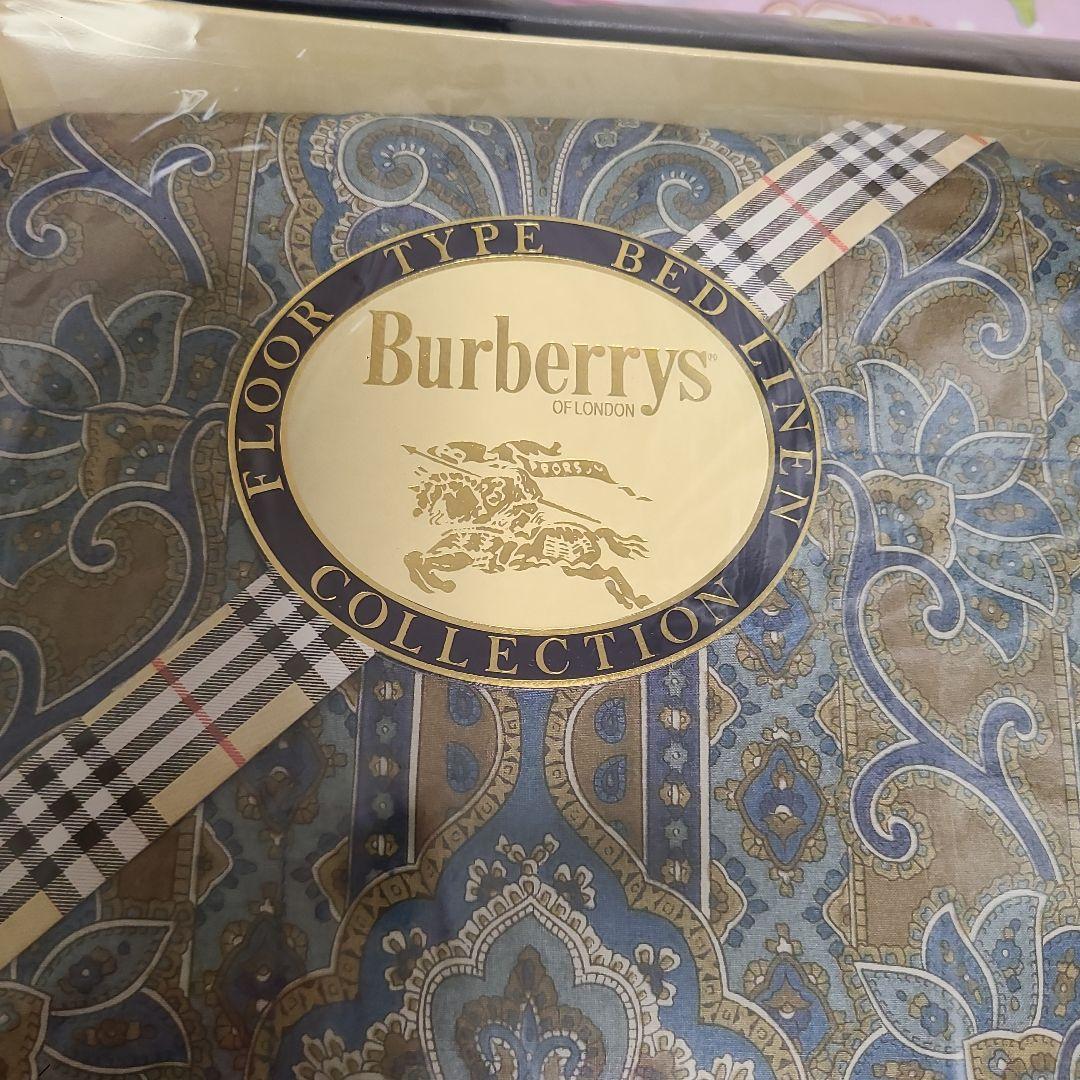 FLOOR TYPE BED LINEN
Burberrys
OF LONDON
PRORSUM
COLLECTION